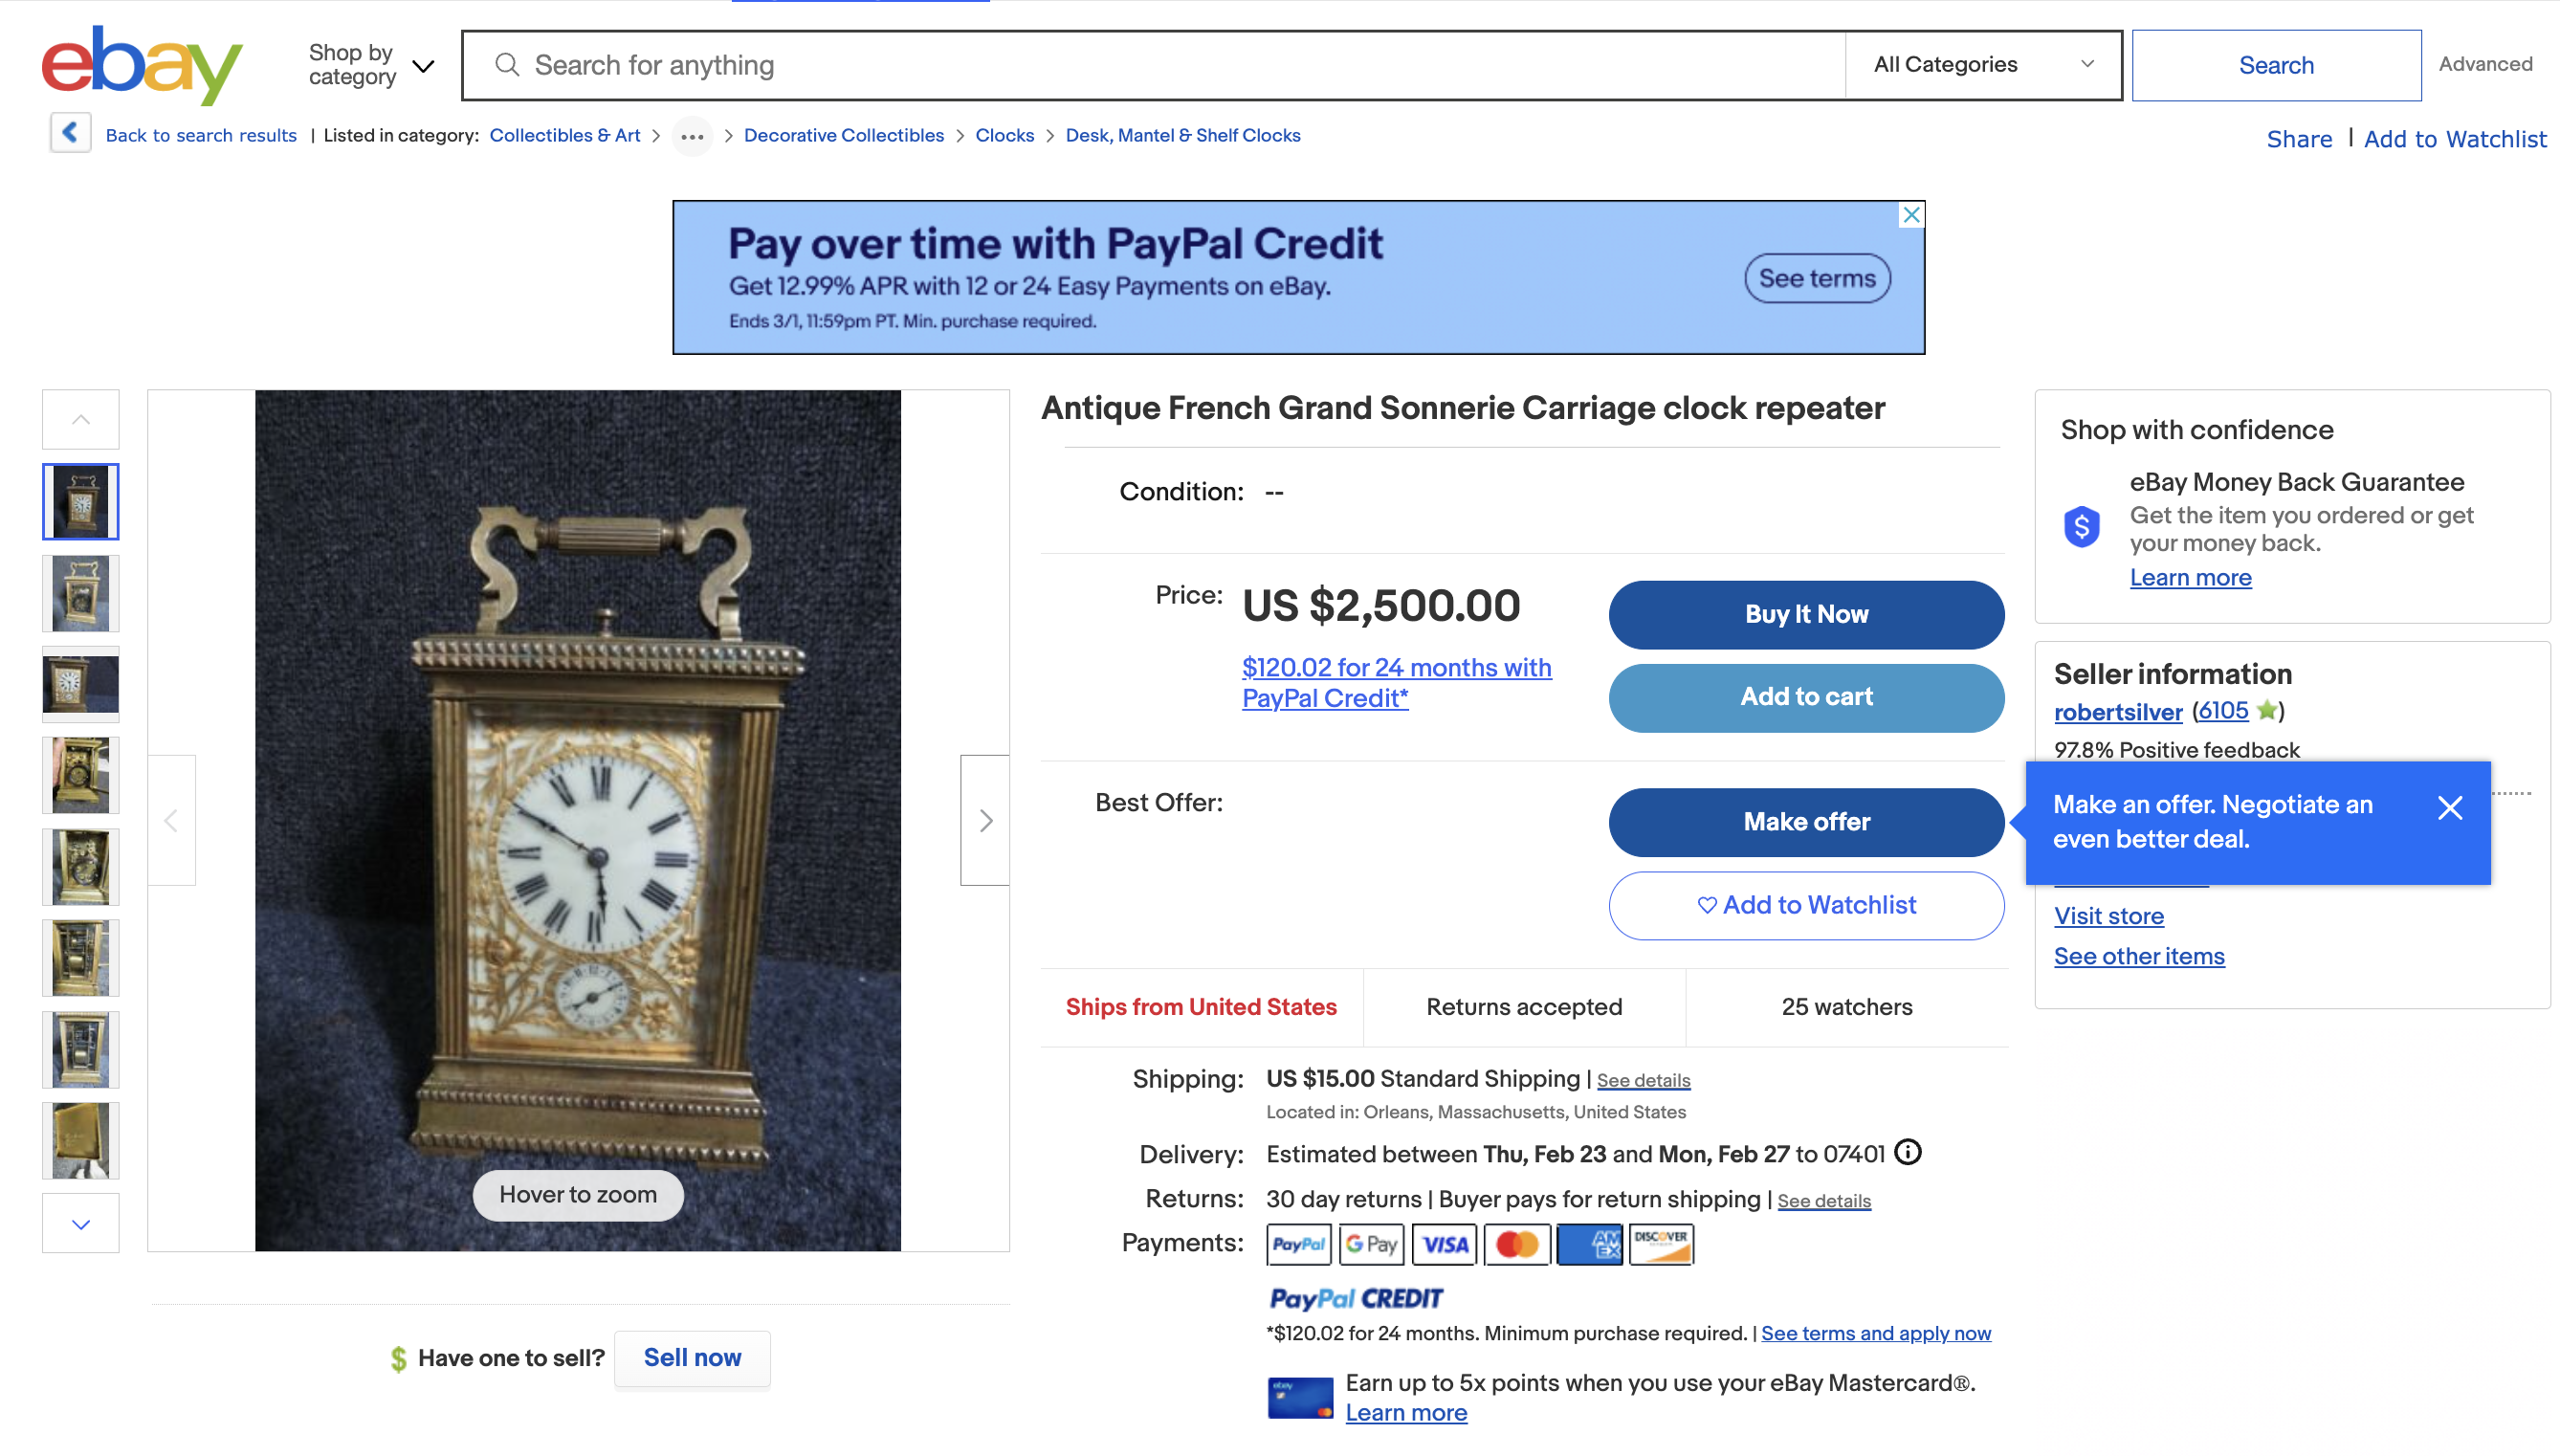 ebay
Shop by
category
Search for anything
All Categories
Search
Advanced
Back to search results | Listed in category: Collectibles & Art > ... > Decorative Collectibles > Clocks > Desk, Mantel & Shelf Clocks
Share | Add to Watchlist
Pay over time with PayPal Credit
Get 12.99% APR with 12 or 24 Easy Payments on eBay.
Ends 3/1, 11:59pm PT. Min. purchase required.
See terms
Hover to zoom
$ Have one to sell? Sell now
Antique French Grand Sonnerie Carriage clock repeater
Condition: --
Price: US $2,500.00
$120.02 for 24 months with
PayPal Credit*
Buy It Now
Add to cart
Best Offer:
Make offer
Add to Watchlist
Ships from United States
Returns accepted
25 watchers
Shipping: US $15.00 Standard Shipping | See details
Located in: Orleans, Massachusetts, United States
Delivery: Estimated between Thu, Feb 23 and Mon, Feb 27 to 07401
Returns: 30 day returns | Buyer pays for return shipping | See details
Payments: PayPal G Pay VISA AMEX DISCOVER
PayPal CREDIT
*$120.02 for 24 months. Minimum purchase required. | See terms and apply now
ebay
Earn up to 5x points when you use your eBay Mastercard®.
Learn more
Shop with confidence
eBay Money Back Guarantee
Get the item you ordered or get
your money back.
Learn more
Seller information
robertsilver (6105)
97.8% Positive feedback
Make an offer. Negotiate an
even better deal.
Visit store
See other items